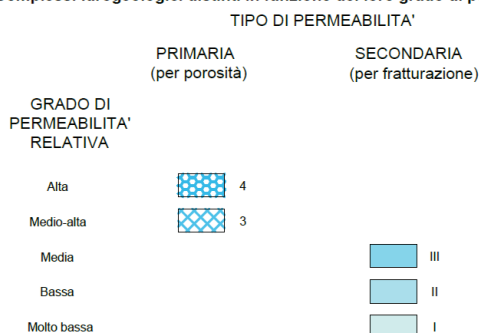 TIPO DI PERMEABILITA'
PRIMARIA
(per porosità)
SECONDARIA
(per fratturazione)
GRADO DI
PERMEABILITA'
RELATIVA
Alta 4
Medio-alta 3
Media III
Bassa II
Molto bassa I